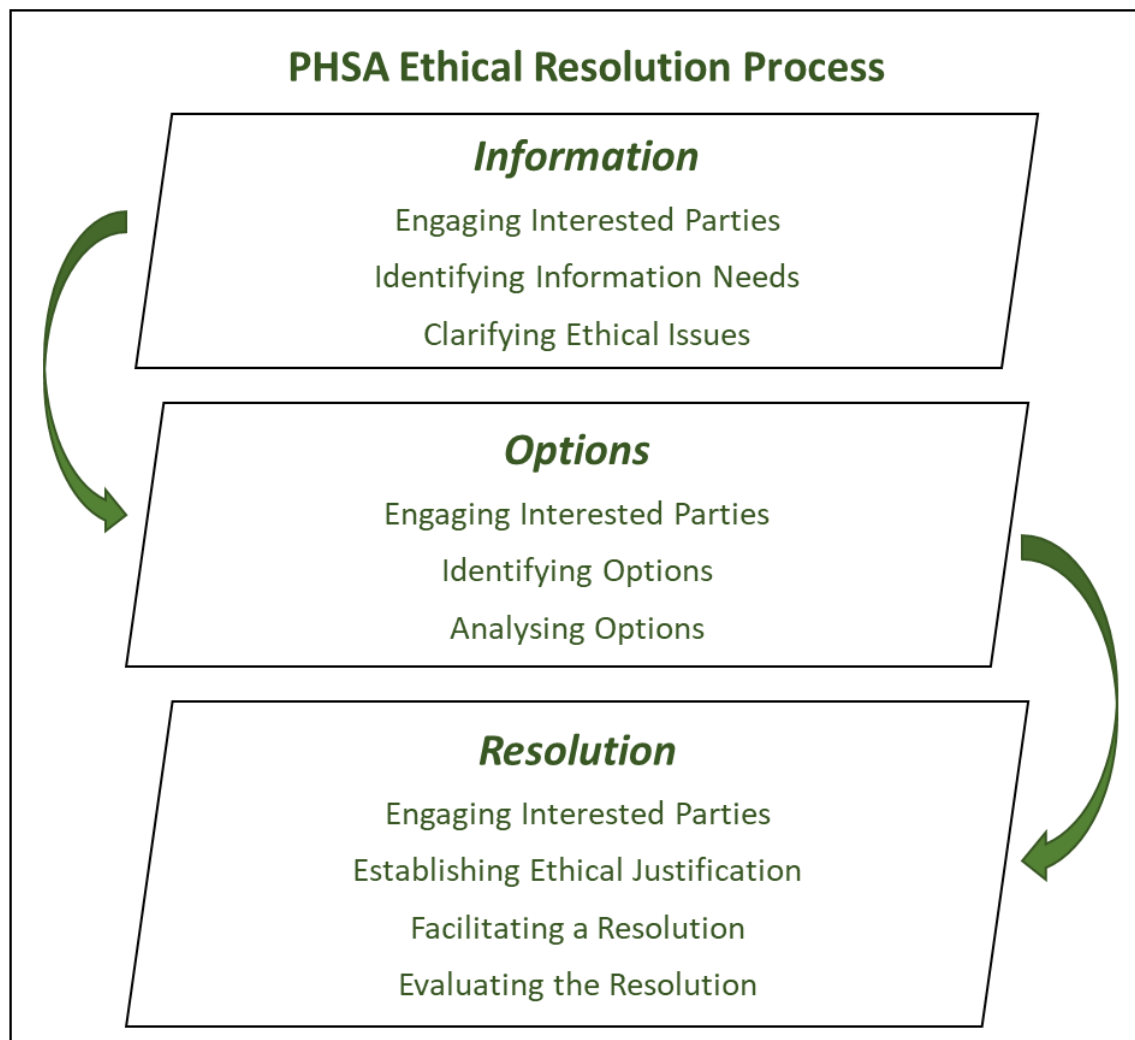 PHSA Ethical Resolution Process
Information
Engaging Interested Parties
Identifying Information Needs
Clarifying Ethical Issues
Options
Engaging Interested Parties
Identifying Options
Analysing Options
Resolution
Engaging Interested Parties
Establishing Ethical Justification
Facilitating a Resolution
Evaluating the Resolution